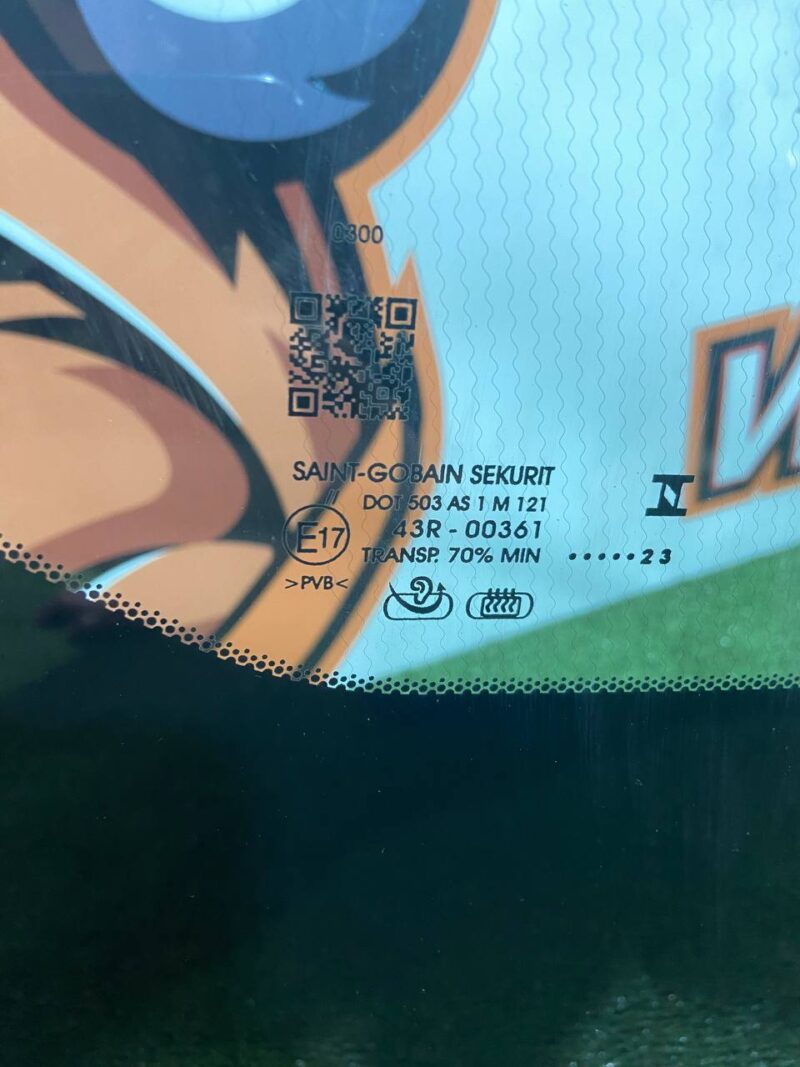 0300
SAINT-GOBAIN SEKURIT
DOT 503 AS 1 M 121
E17
43R - 00361
TRANSP. 70% MIN
•••••23
>PVB<
N